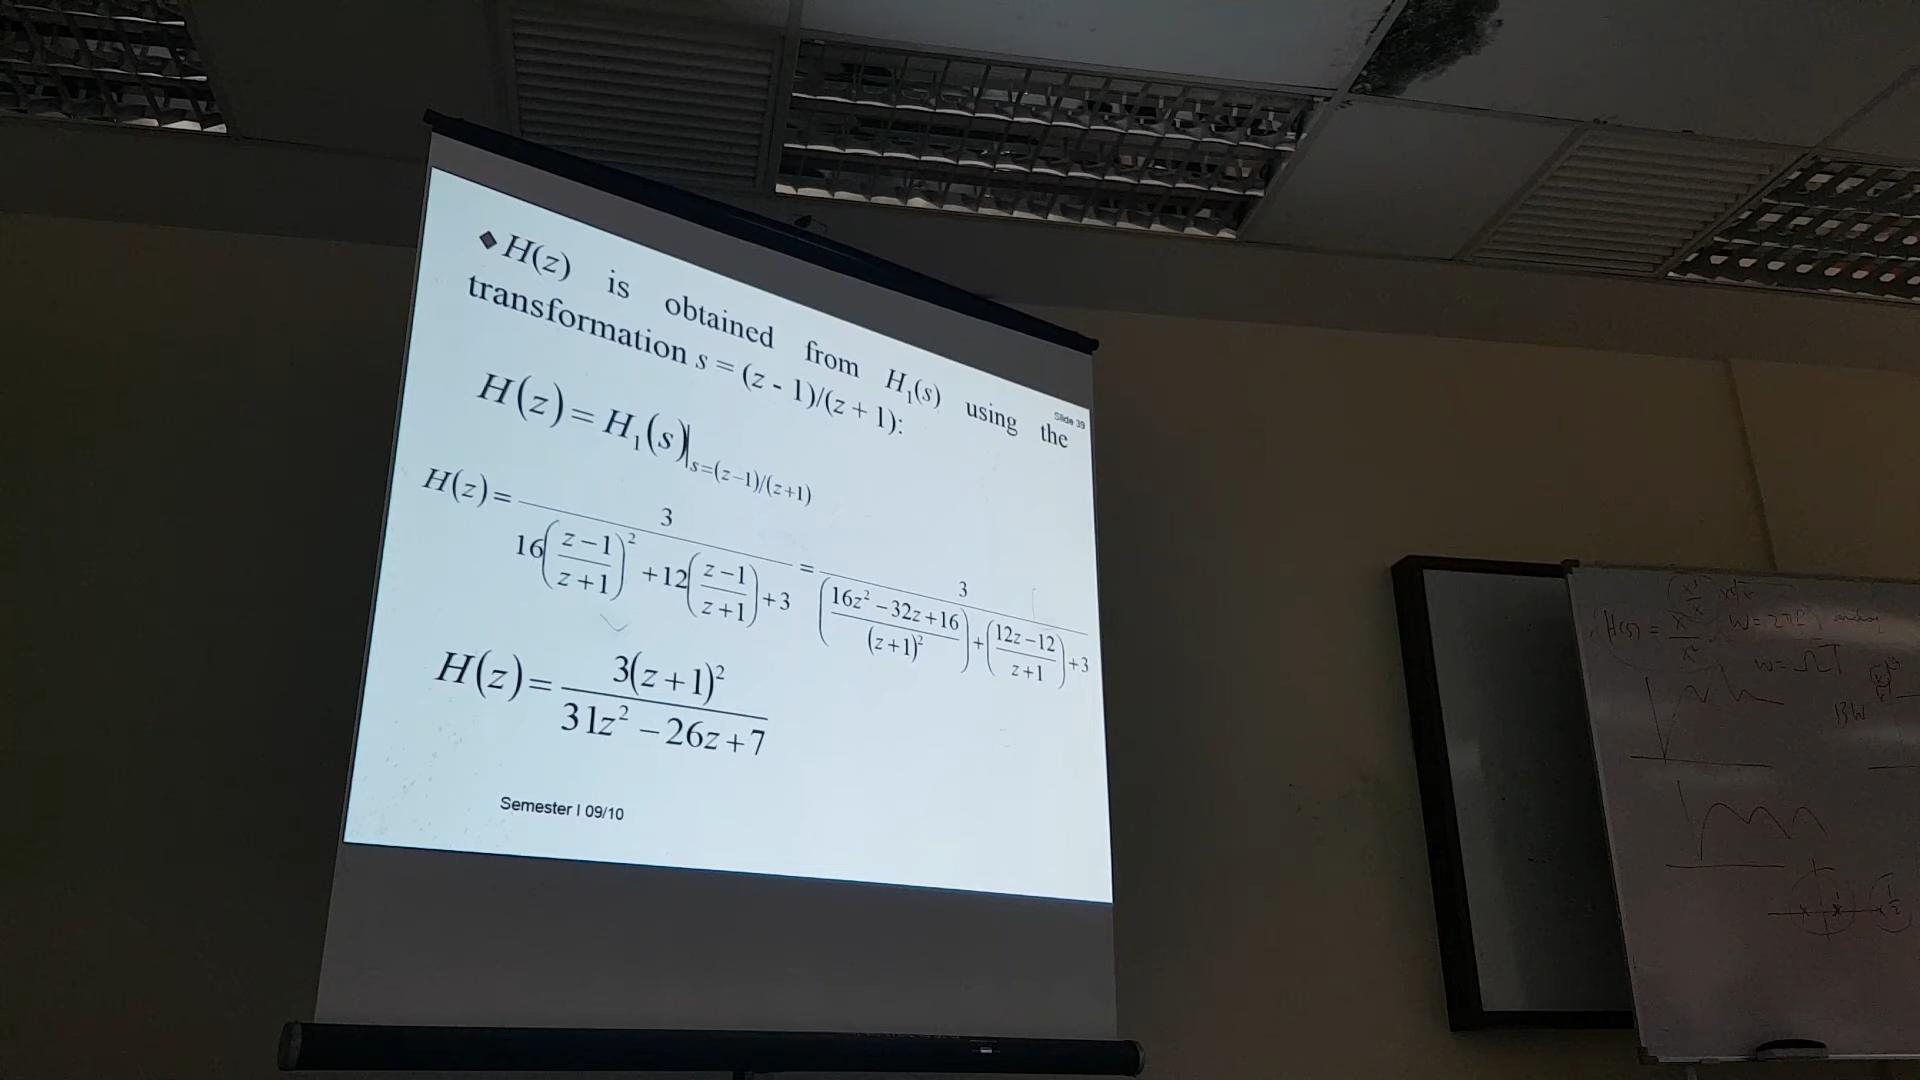 Slide 39
◆ H(z) is obtained from H₁(s) using the
transformation s = (z - 1)/(z + 1):
H(z) = H₁(s)|s=(z−1)/(z+1)
H(z) = 3 / (16((z−1)/(z+1))² + 12((z−1)/(z+1)) + 3) = 3 / (((16z² − 32z + 16)/(z+1)²) + ((12z − 12)/(z+1)) + 3)
H(z) = 3(z+1)² / (31z² − 26z + 7)
Semester I 09/10
H(s) =
W = ΩT
BW